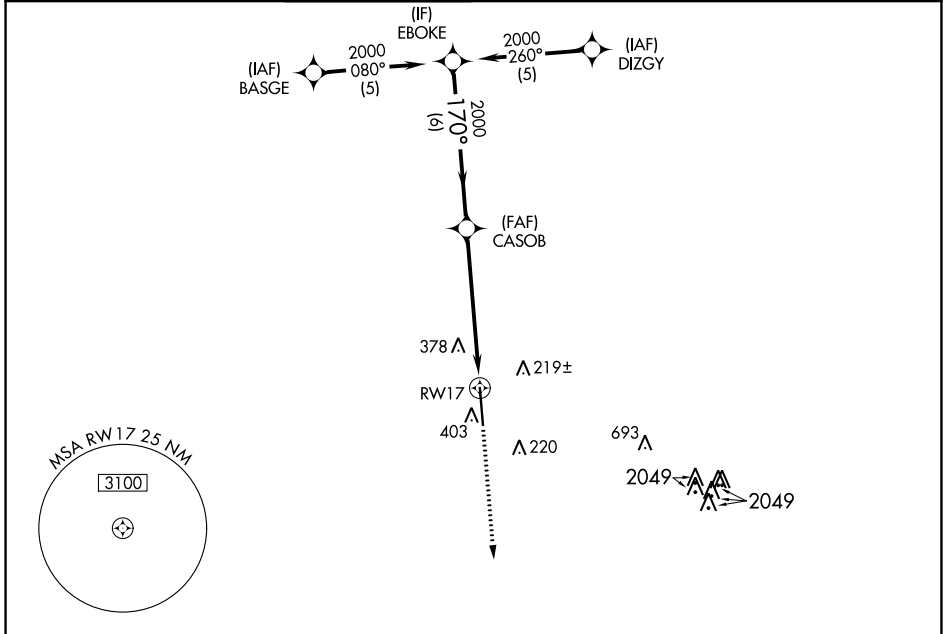 (IF)
EBOKE
(IAF)
BASGE
2000
080°
(5)
2000
260°
(5)
(IAF)
DIZGY
2000
170°
(6)
(FAF)
CASOB
378
219±
RW17
403
220
693
2049
2049
MSA RW17 25 NM
3100